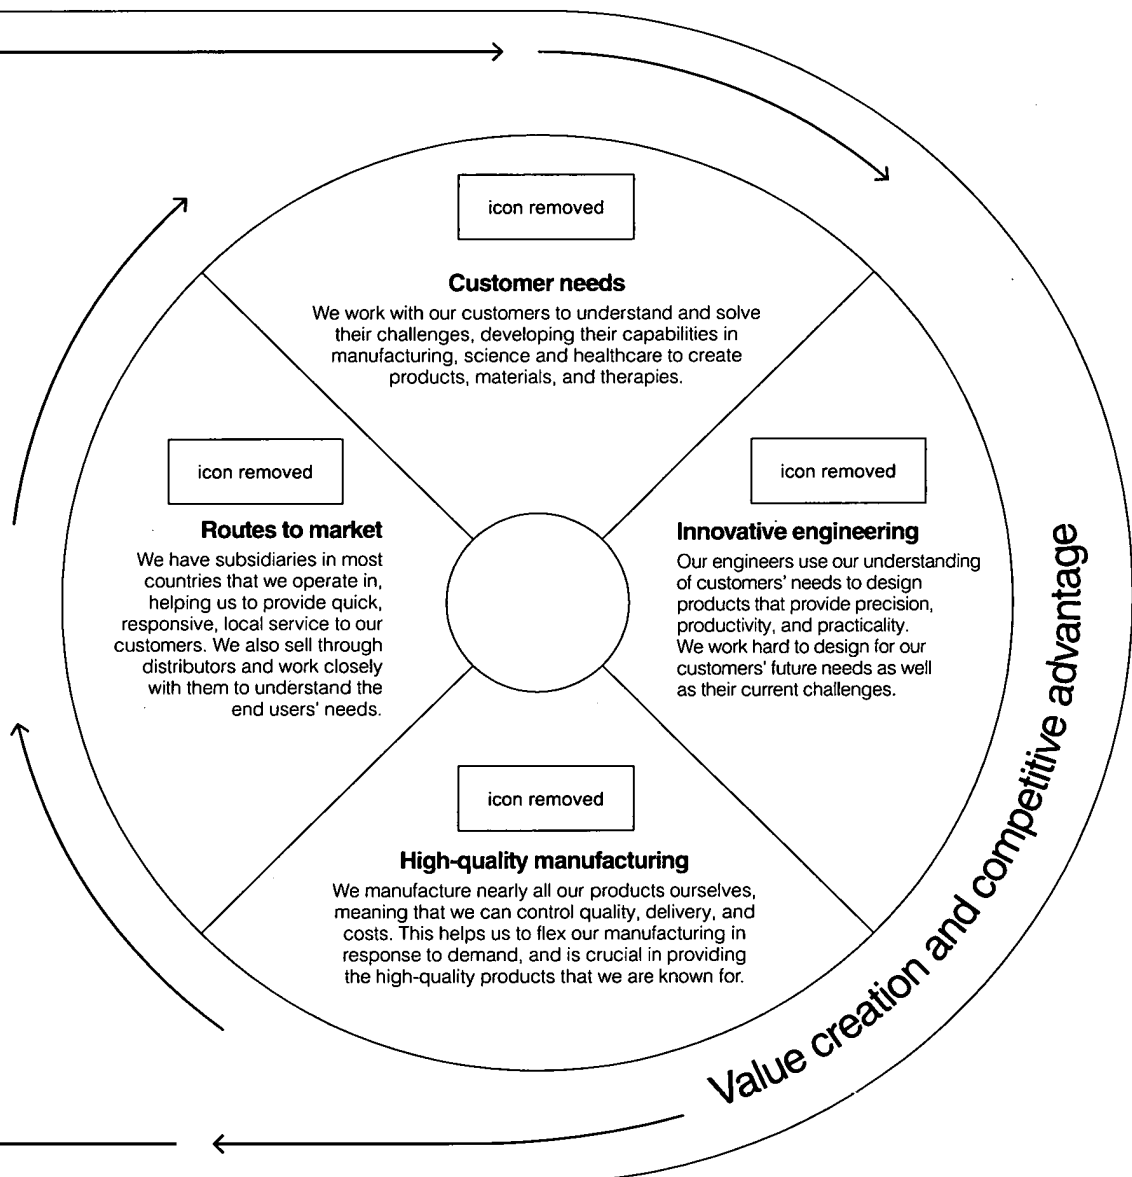 icon removed
Customer needs
We work with our customers to understand and solve
their challenges, developing their capabilities in
manufacturing, science and healthcare to create
products, materials, and therapies.
icon removed
Routes to market
We have subsidiaries in most
countries that we operate in,
helping us to provide quick,
responsive, local service to our
customers. We also sell through
distributors and work closely
with them to understand the
end users' needs.
icon removed
Innovative engineering
Our engineers use our understanding
of customers' needs to design
products that provide precision,
productivity, and practicality.
We work hard to design for our
customers' future needs as well
as their current challenges.
icon removed
High-quality manufacturing
We manufacture nearly all our products ourselves,
meaning that we can control quality, delivery, and
costs. This helps us to flex our manufacturing in
response to demand, and is crucial in providing
the high-quality products that we are known for.
Value creation and competitive advantage